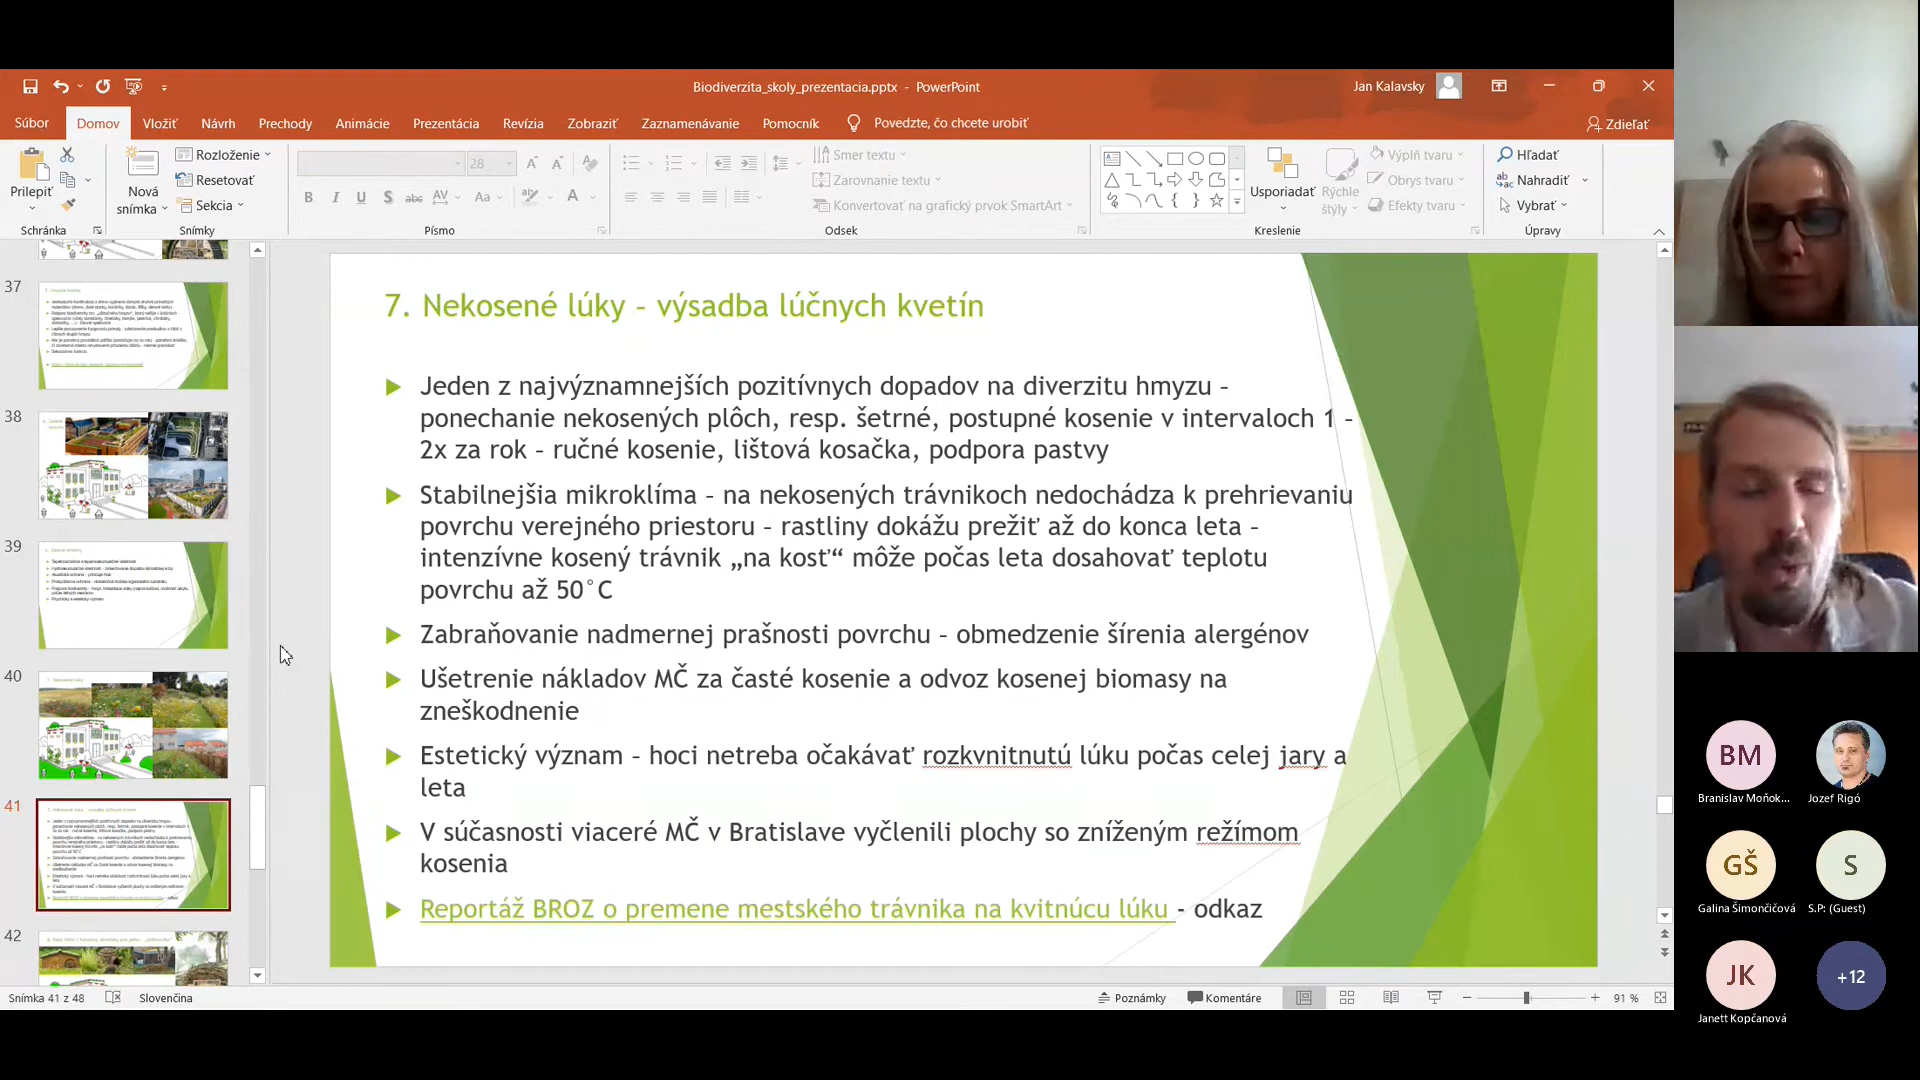 Biodiverzita_skoly_prezentacia.pptx - PowerPoint
Jan Kalavsky
Súbor
Domov
Vložiť
Návrh
Prechody
Animácie
Prezentácia
Revízia
Zobraziť
Zaznamenávanie
Pomocník
Povedzte, čo chcete urobiť
Zdieľať
Prilepiť
Schránka
Nová
snímka
Rozloženie
Resetovať
Sekcia
Snímky
28
Písmo
Smer textu
Zarovnanie textu
Konvertovať na grafický prvok SmartArt
Odsek
Usporiadať
Rýchle
štýly
Výplň tvaru
Obrys tvaru
Efekty tvaru
Kreslenie
Hľadať
Nahradiť
Vybrať
Úpravy
37
38
39
40
41
42
7. Nekosené lúky – výsadba lúčnych kvetín
Jeden z najvýznamnejších pozitívnych dopadov na diverzitu hmyzu –
ponechanie nekosených plôch, resp. šetrné, postupné kosenie v intervaloch 1 –
2x za rok – ručné kosenie, lištová kosačka, podpora pastvy
Stabilnejšia mikroklíma – na nekosených trávnikoch nedochádza k prehrievaniu
povrchu verejného priestoru – rastliny dokážu prežiť až do konca leta –
intenzívne kosený trávnik „na kosť“ môže počas leta dosahovať teplotu
povrchu až 50°C
Zabraňovanie nadmernej prašnosti povrchu – obmedzenie šírenia alergénov
Ušetrenie nákladov MČ za časté kosenie a odvoz kosenej biomasy na
zneškodnenie
Estetický význam – hoci netreba očakávať rozkvnitnutú lúku počas celej jary a
leta
V súčasnosti viaceré MČ v Bratislave vyčlenili plochy so zníženým režímom
kosenia
Reportáž BROZ o premene mestského trávnika na kvitnúcu lúku - odkaz
Snímka 41 z 48
Slovenčina
Poznámky
Komentáre
91 %
BM
Branislav Moňok...
Jozef Rigó
GŠ
Galina Šimončičová
S
S.P: (Guest)
JK
Janett Kopčanová
+12